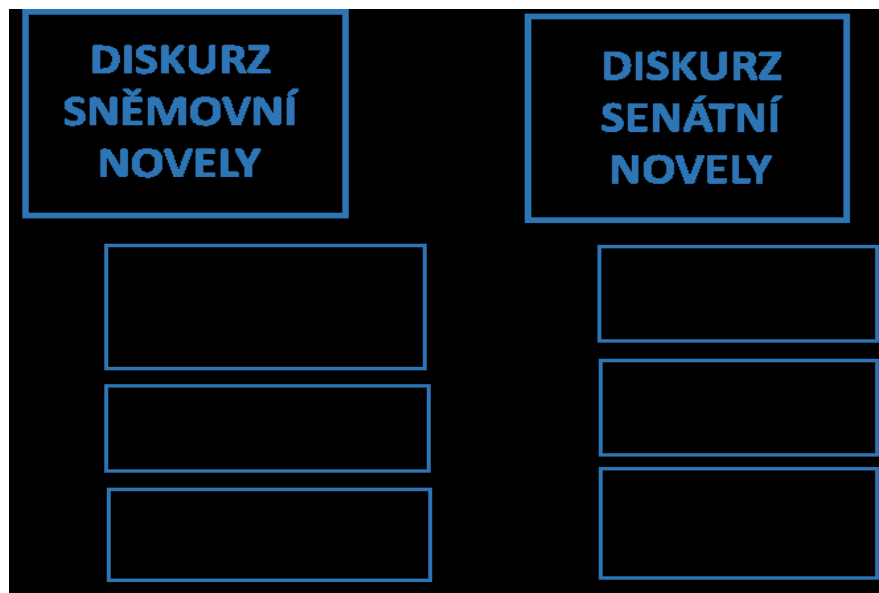 DISKURZ
SNĚMOVNÍ
NOVELY
DISKURZ
SENÁTNÍ
NOVELY